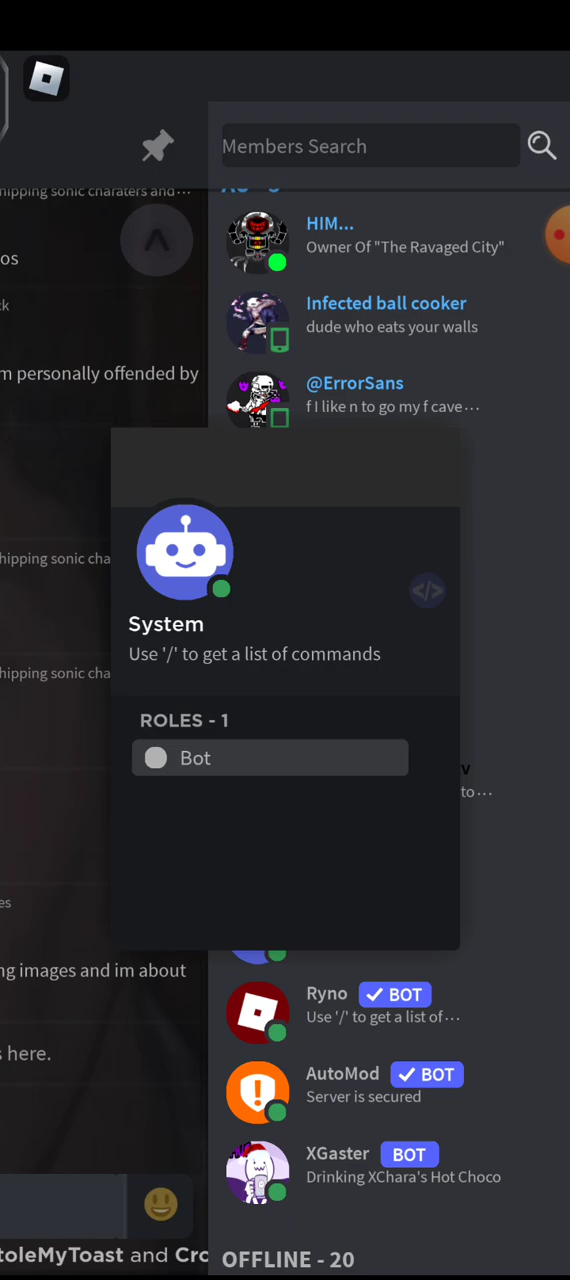 Members Search
hipping sonic charaters and...
HIM...
Owner Of "The Ravaged City"
os
Infected ball cooker
dude who eats your walls
m personally offended by
@ErrorSans
f I like n to go my f cave...
hipping sonic cha
System
Use '/' to get a list of commands
hipping sonic cha
ROLES - 1
Bot
v
to...
es
ng images and im about
Ryno ✓ BOT
Use '/' to get a list of...
s here.
AutoMod ✓ BOT
Server is secured
XGaster BOT
Drinking XChara's Hot Choco
toleMyToast and Cro
OFFLINE - 20